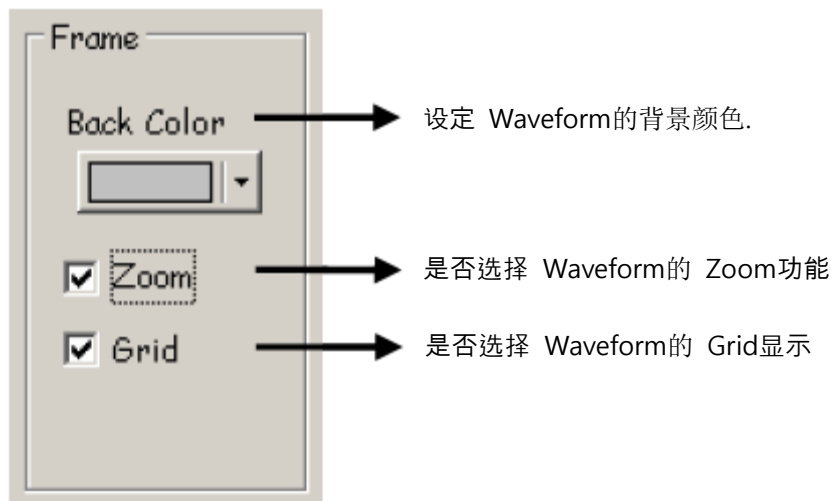 Frame
Back Color
设定 Waveform的背景颜色.
Zoom
是否选择 Waveform的 Zoom功能
Grid
是否选择 Waveform的 Grid显示